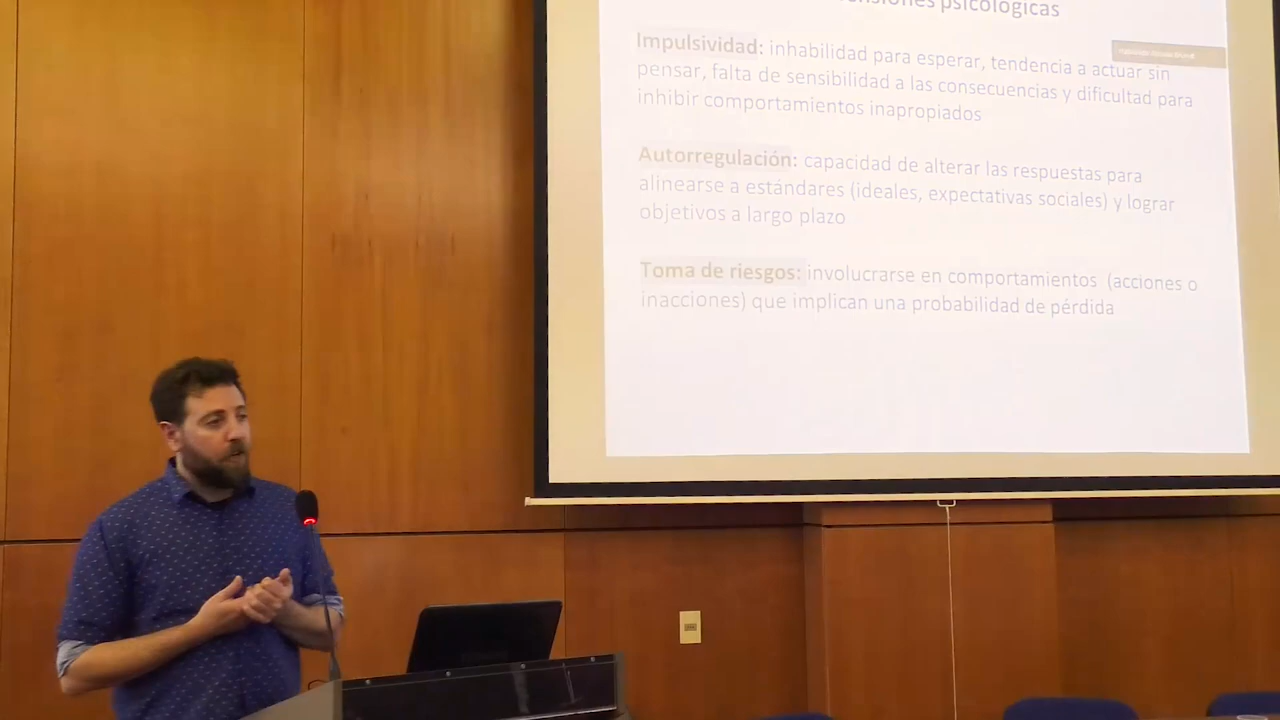 psicológicas
Impulsividad: inhabilidad para esperar, tendencia a actuar sin
pensar, falta de sensibilidad a las consecuencias y dificultad para
inhibir comportamientos inapropiados
Autorregulación: capacidad de alterar las respuestas para
alinearse a estándares (ideales, expectativas sociales) y lograr
objetivos a largo plazo
Toma de riesgos: involucrarse en comportamientos (acciones o
inacciones) que implican una probabilidad de pérdida